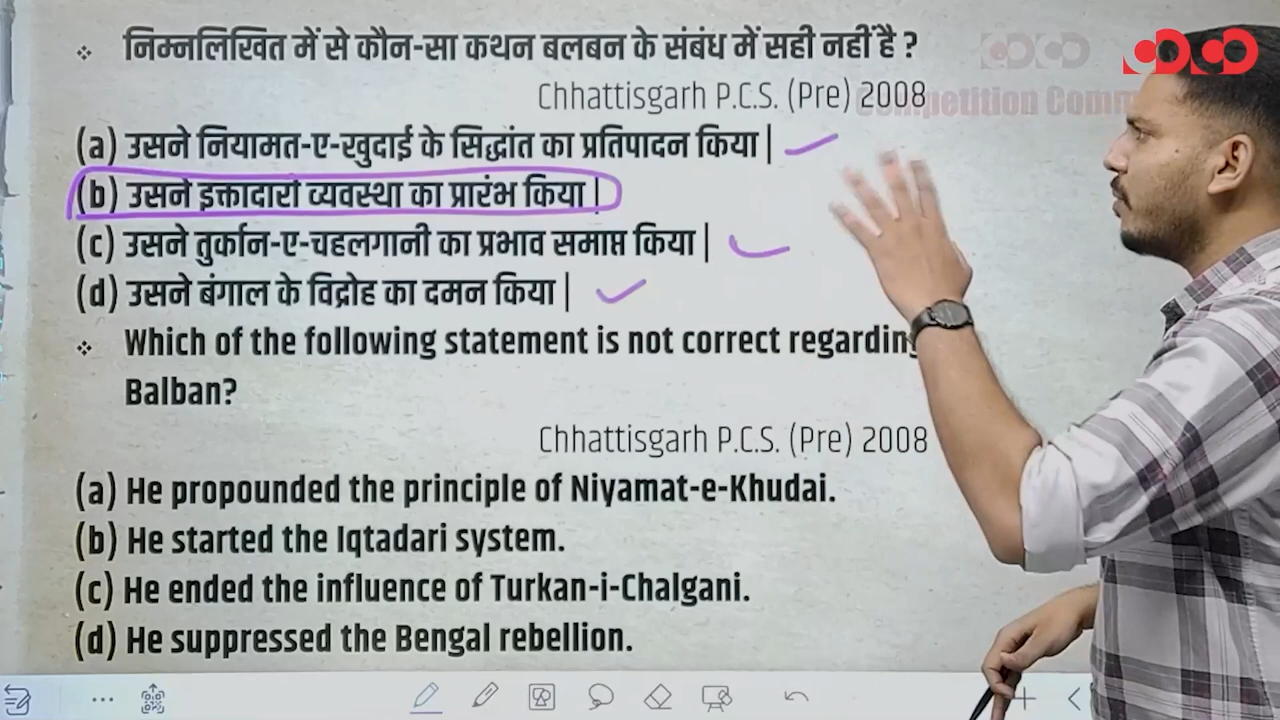 निम्नलिखित में से कौन-सा कथन बलबन के संबंध में सही नहीं है ?
Chhattisgarh P.C.S. (Pre) 2008
(a) उसने नियामत-ए-खुदाई के सिद्धांत का प्रतिपादन किया |
(b) उसने इक्तादारी व्यवस्था का प्रारंभ किया |
(c) उसने तुर्कान-ए-चहलगानी का प्रभाव समाप्त किया |
(d) उसने बंगाल के विद्रोह का दमन किया |
Which of the following statement is not correct regarding
Balban?
Chhattisgarh P.C.S. (Pre) 2008
(a) He propounded the principle of Niyamat-e-Khudai.
(b) He started the Iqtadari system.
(c) He ended the influence of Turkan-i-Chalgani.
(d) He suppressed the Bengal rebellion.